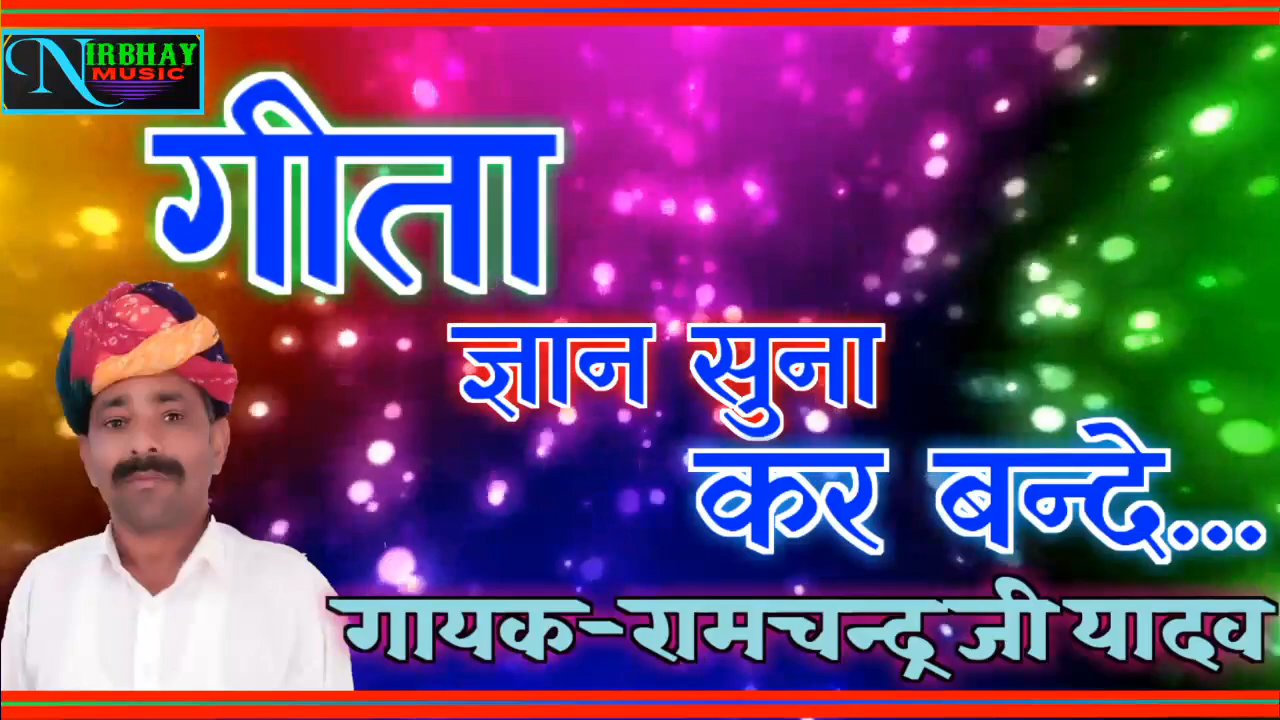 NIRBHAY
MUSIC
गीता
ज्ञान सुना
कर बन्दे...
गायक-रामचन्द्र जी यादव